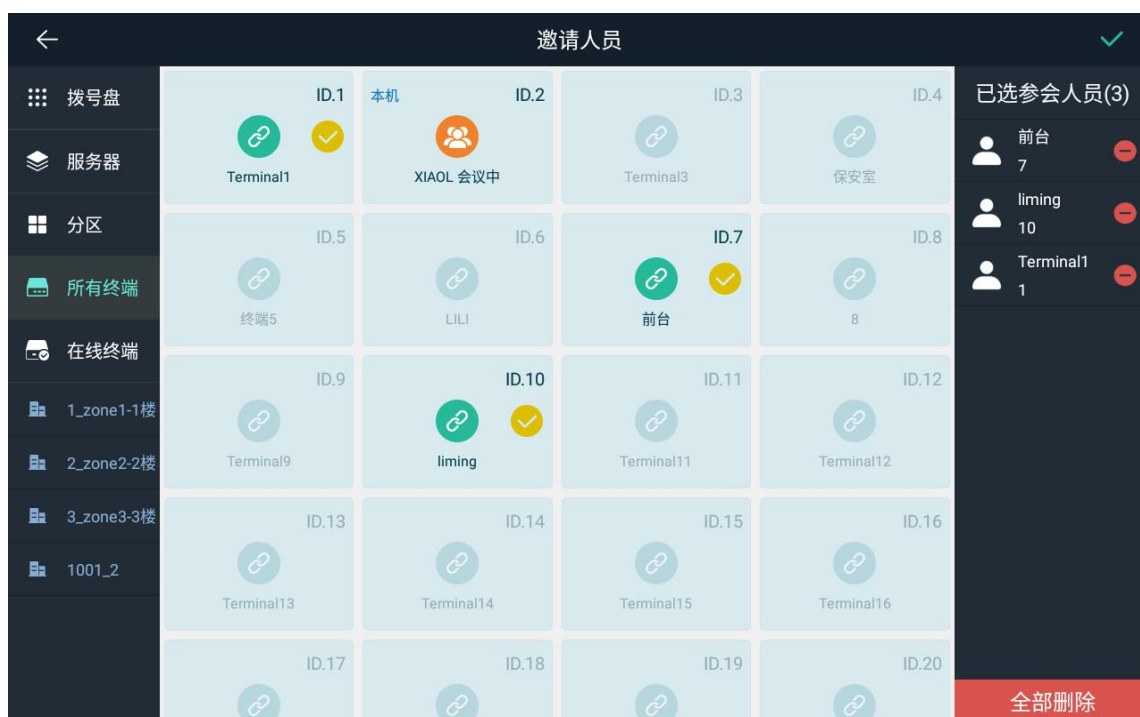 邀请人员
拨号盘
服务器
分区
所有终端
在线终端
1_zone1-1楼
2_zone2-2楼
3_zone3-3楼
1001_2
ID.1
Terminal1
本机 ID.2
XIAOL 会议中
ID.3
Terminal3
ID.4
保安室
ID.5
终端5
ID.6
LILI
ID.7
前台
ID.8
8
ID.9
Terminal9
ID.10
liming
ID.11
Terminal11
ID.12
Terminal12
ID.13
Terminal13
ID.14
Terminal14
ID.15
Terminal15
ID.16
Terminal16
ID.17
ID.18
ID.19
ID.20
已选参会人员(3)
前台
7
liming
10
Terminal1
1
全部删除